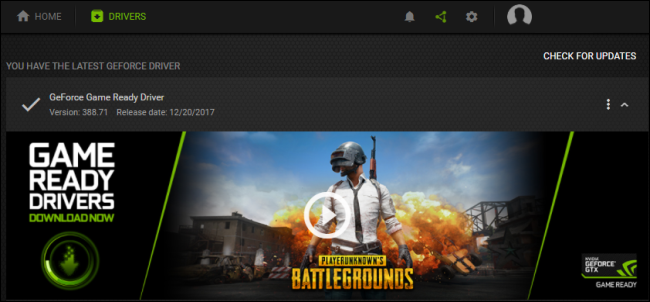 HOME
DRIVERS
CHECK FOR UPDATES
YOU HAVE THE LATEST GEFORCE DRIVER
GeForce Game Ready Driver
Version: 388.71 Release date: 12/20/2017
GAME
READY
DRIVERS
DOWNLOAD NOW
PLAYERUNKNOWN'S
BATTLEGROUNDS
NVIDIA
GEFORCE
GTX
GAME READY